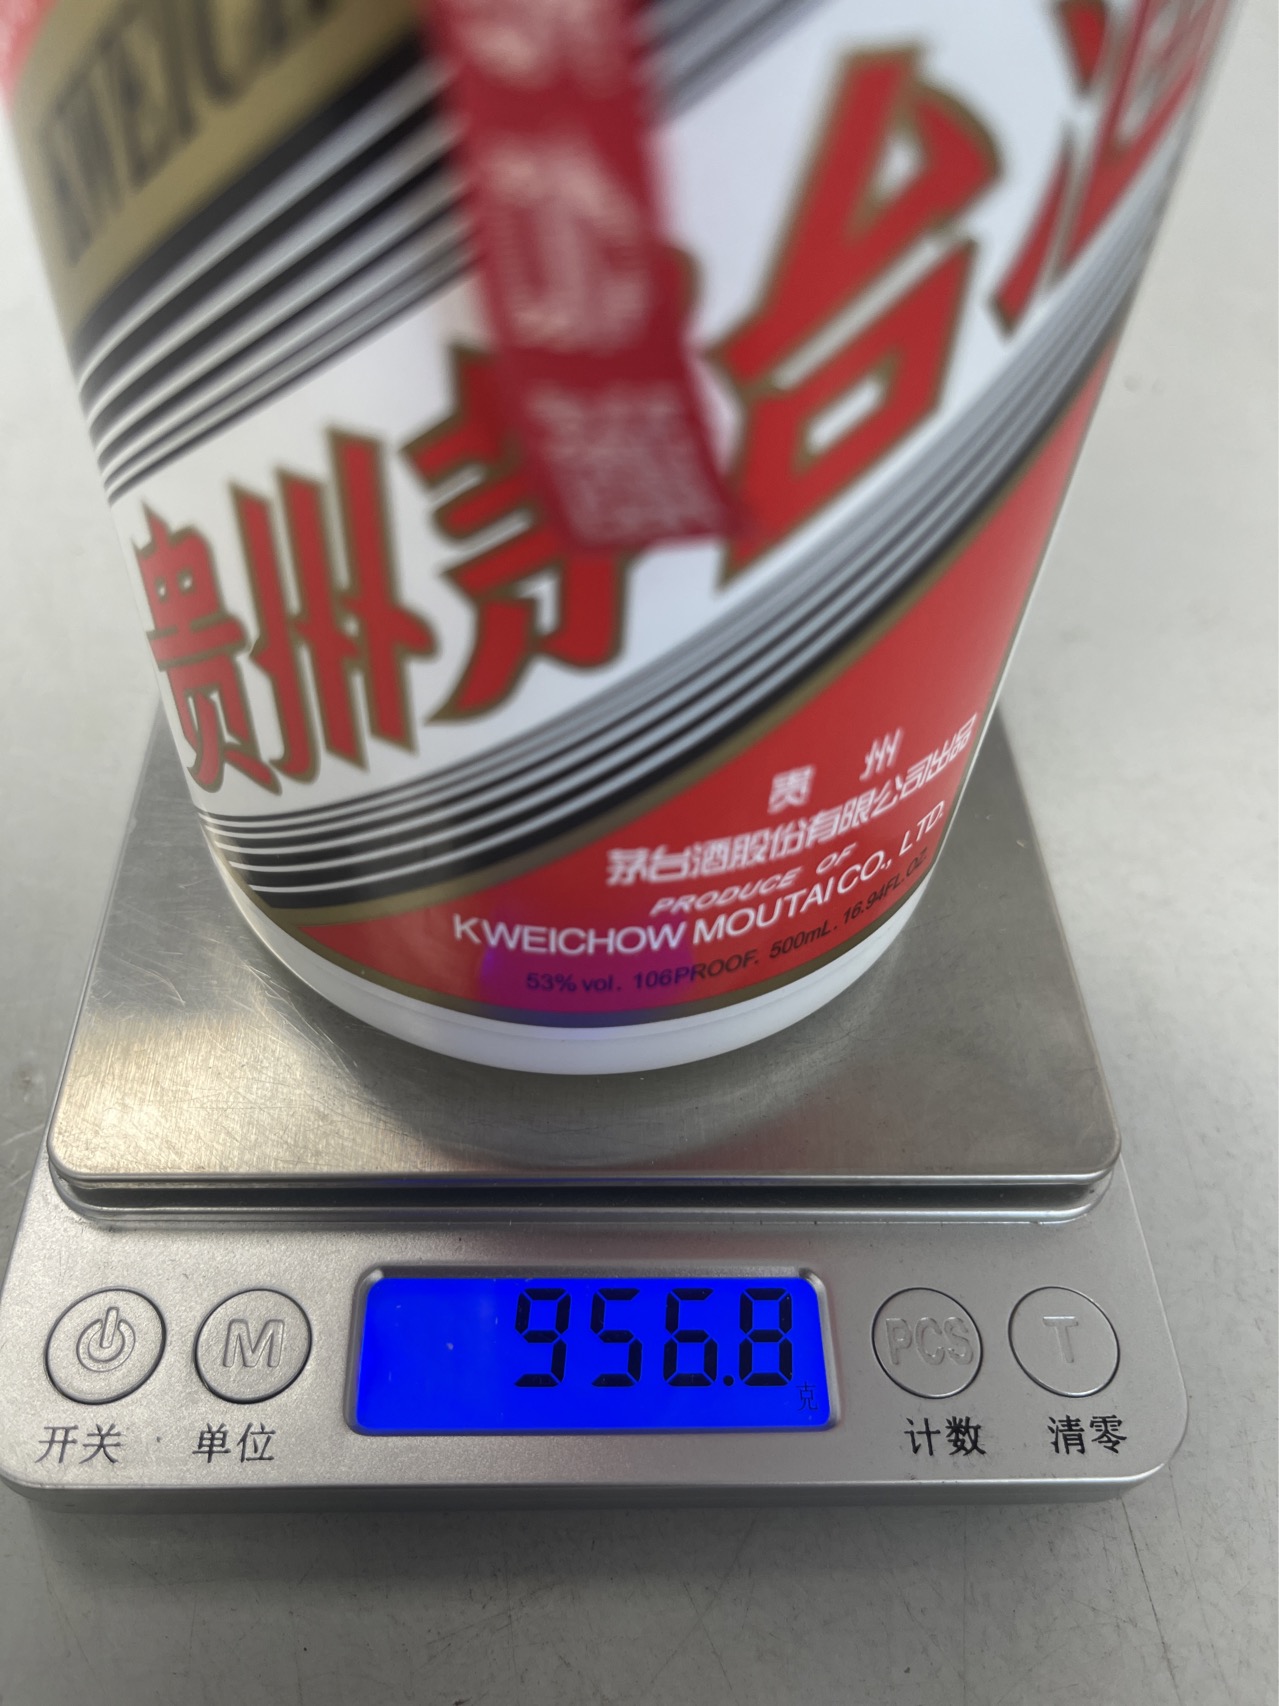 KWEICH
贵州茅台酒
贵 州
茅台酒股份有限公司出品
PRODUCE OF
KWEICHOW MOUTAI CO., LTD.
53% vol. 106PROOF. 500mL. 16.94FL.OZ.
956.8
克
M
PCS
T
开关
单位
计数
清零